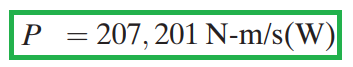 P = 207, 201 N-m/s(W)